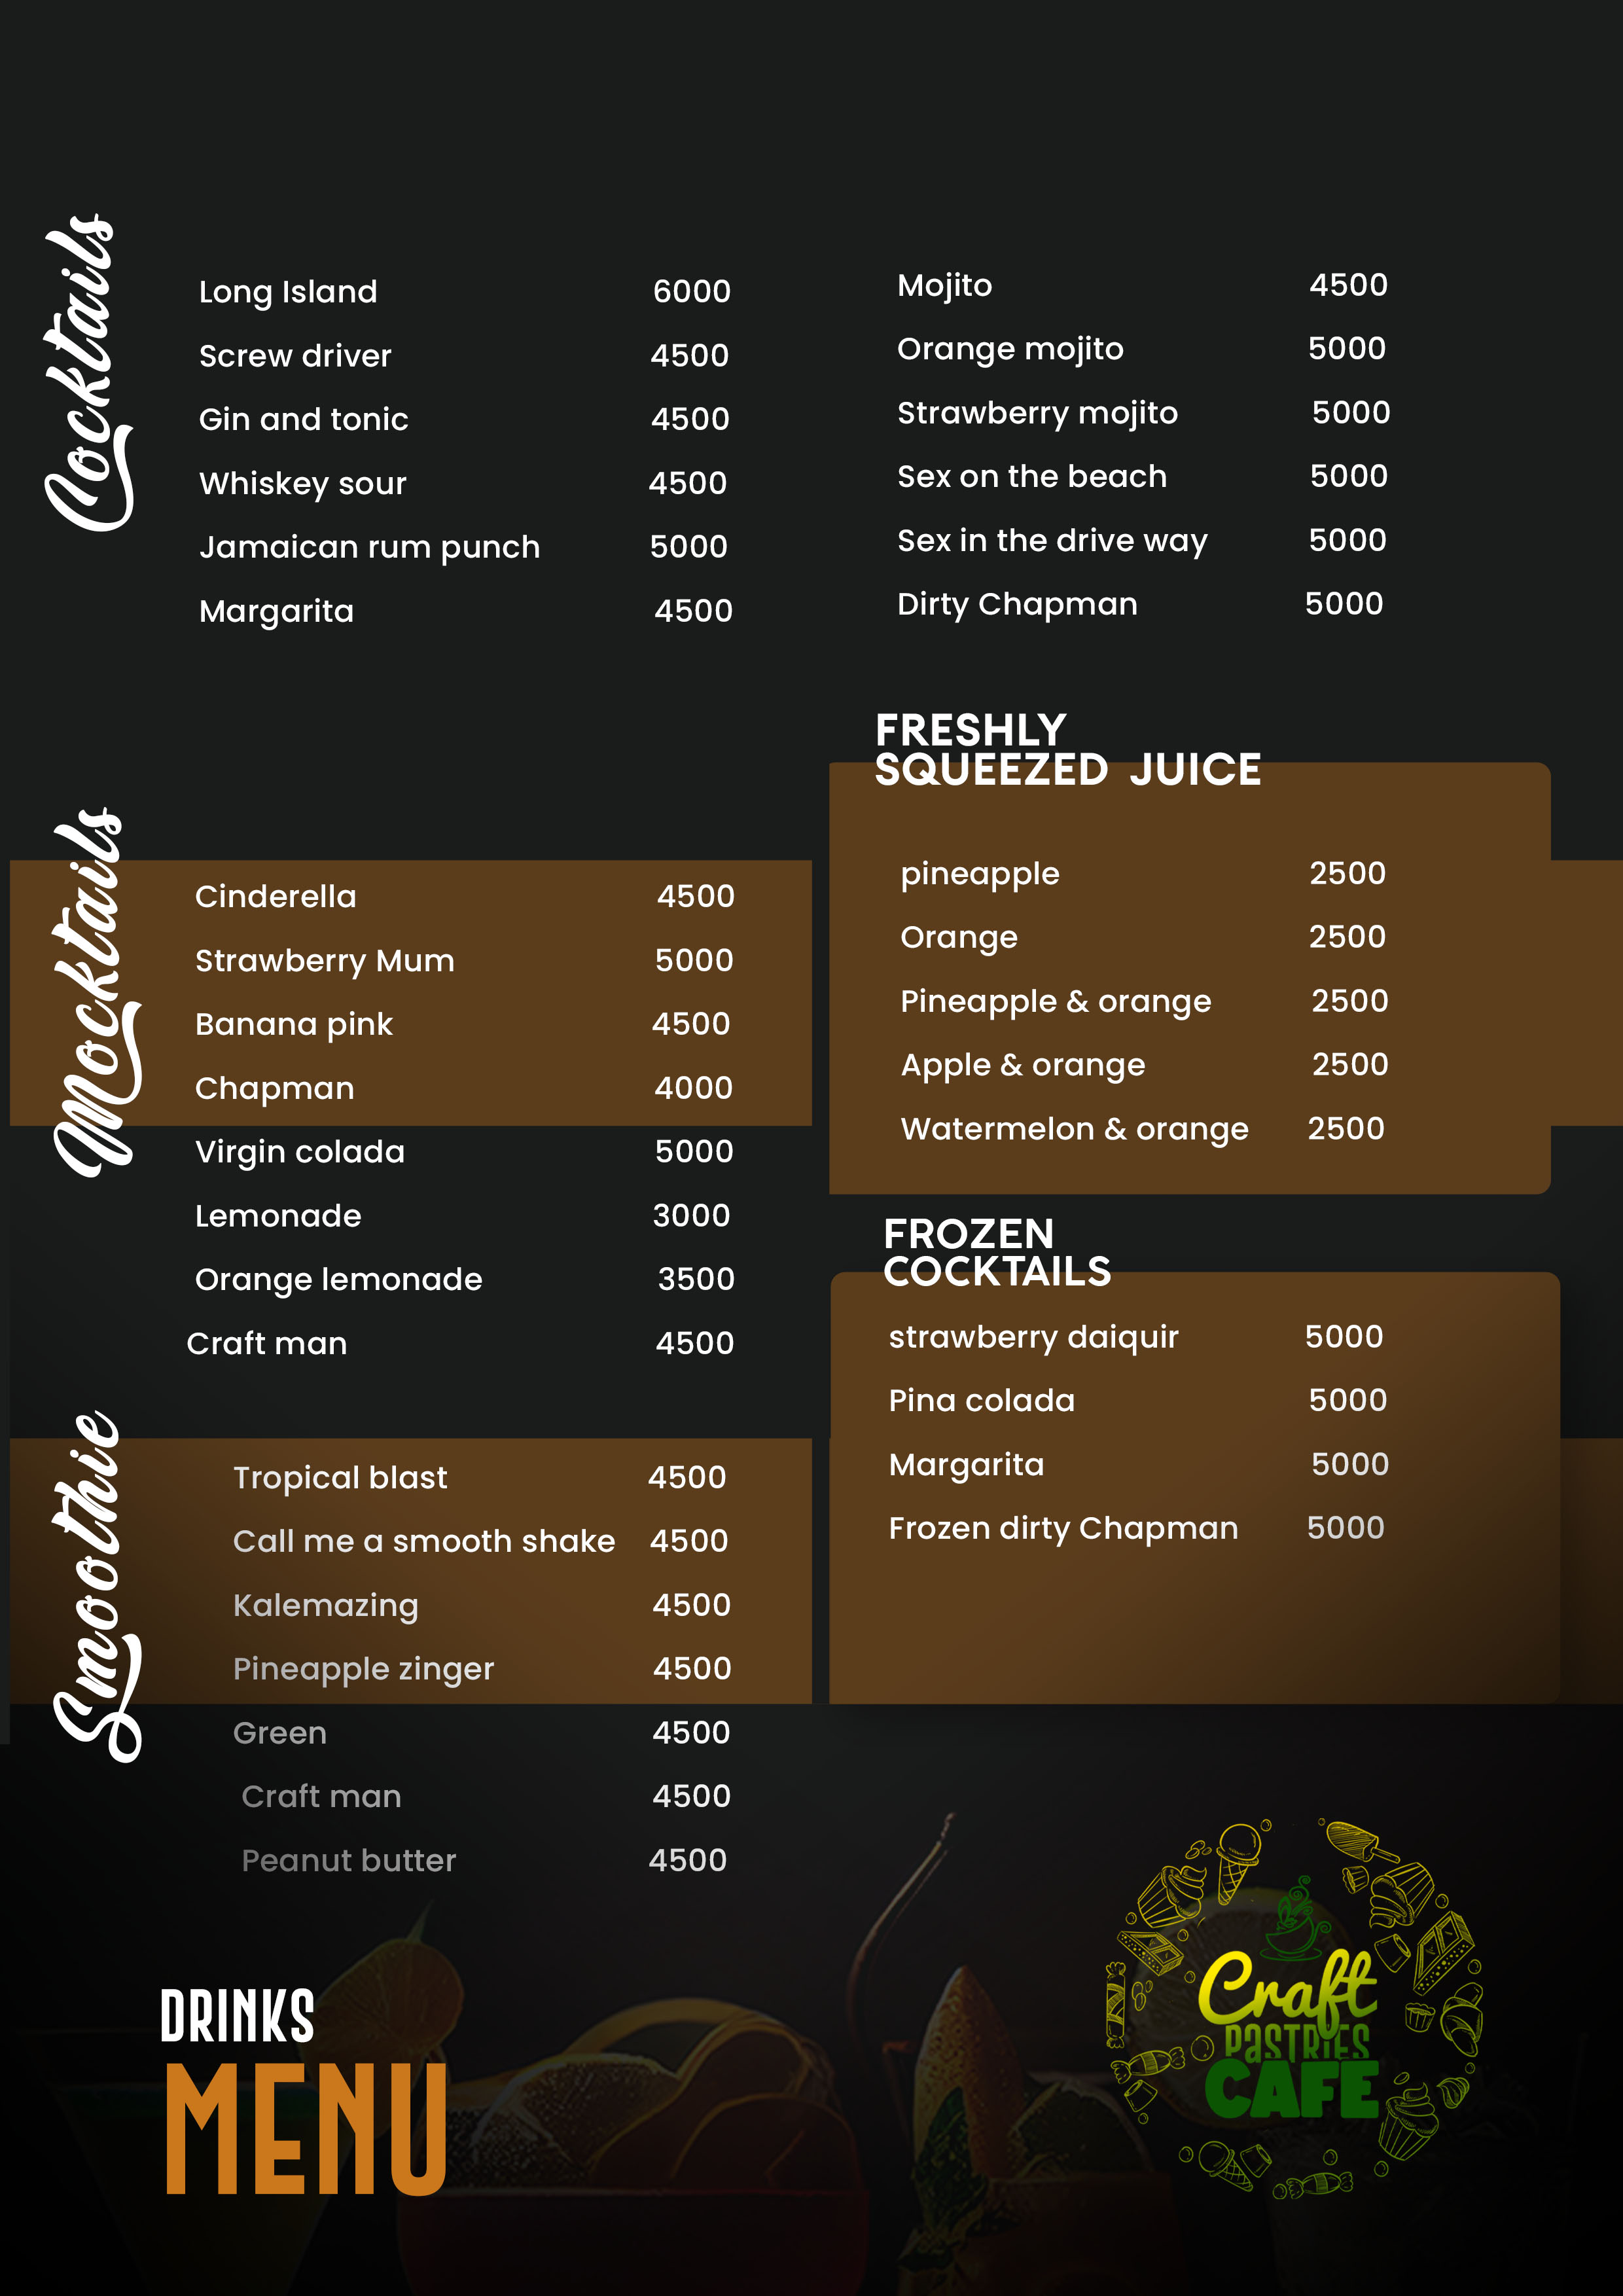 Cocktails
Long Island 6000
Screw driver 4500
Gin and tonic 4500
Whiskey sour 4500
Jamaican rum punch 5000
Margarita 4500
Mojito 4500
Orange mojito 5000
Strawberry mojito 5000
Sex on the beach 5000
Sex in the drive way 5000
Dirty Chapman 5000
Mocktails
Cinderella 4500
Strawberry Mum 5000
Banana pink 4500
Chapman 4000
Virgin colada 5000
Lemonade 3000
Orange lemonade 3500
Craft man 4500
FRESHLY
SQUEEZED JUICE
pineapple 2500
Orange 2500
Pineapple & orange 2500
Apple & orange 2500
Watermelon & orange 2500
FROZEN
COCKTAILS
strawberry daiquir 5000
Pina colada 5000
Margarita 5000
Frozen dirty Chapman 5000
Smoothie
Tropical blast 4500
Call me a smooth shake 4500
Kalemazing 4500
Pineapple zinger 4500
Green 4500
Craft man 4500
Peanut butter 4500
DRINKS
MENU
Craft
PASTRIES
CAFE